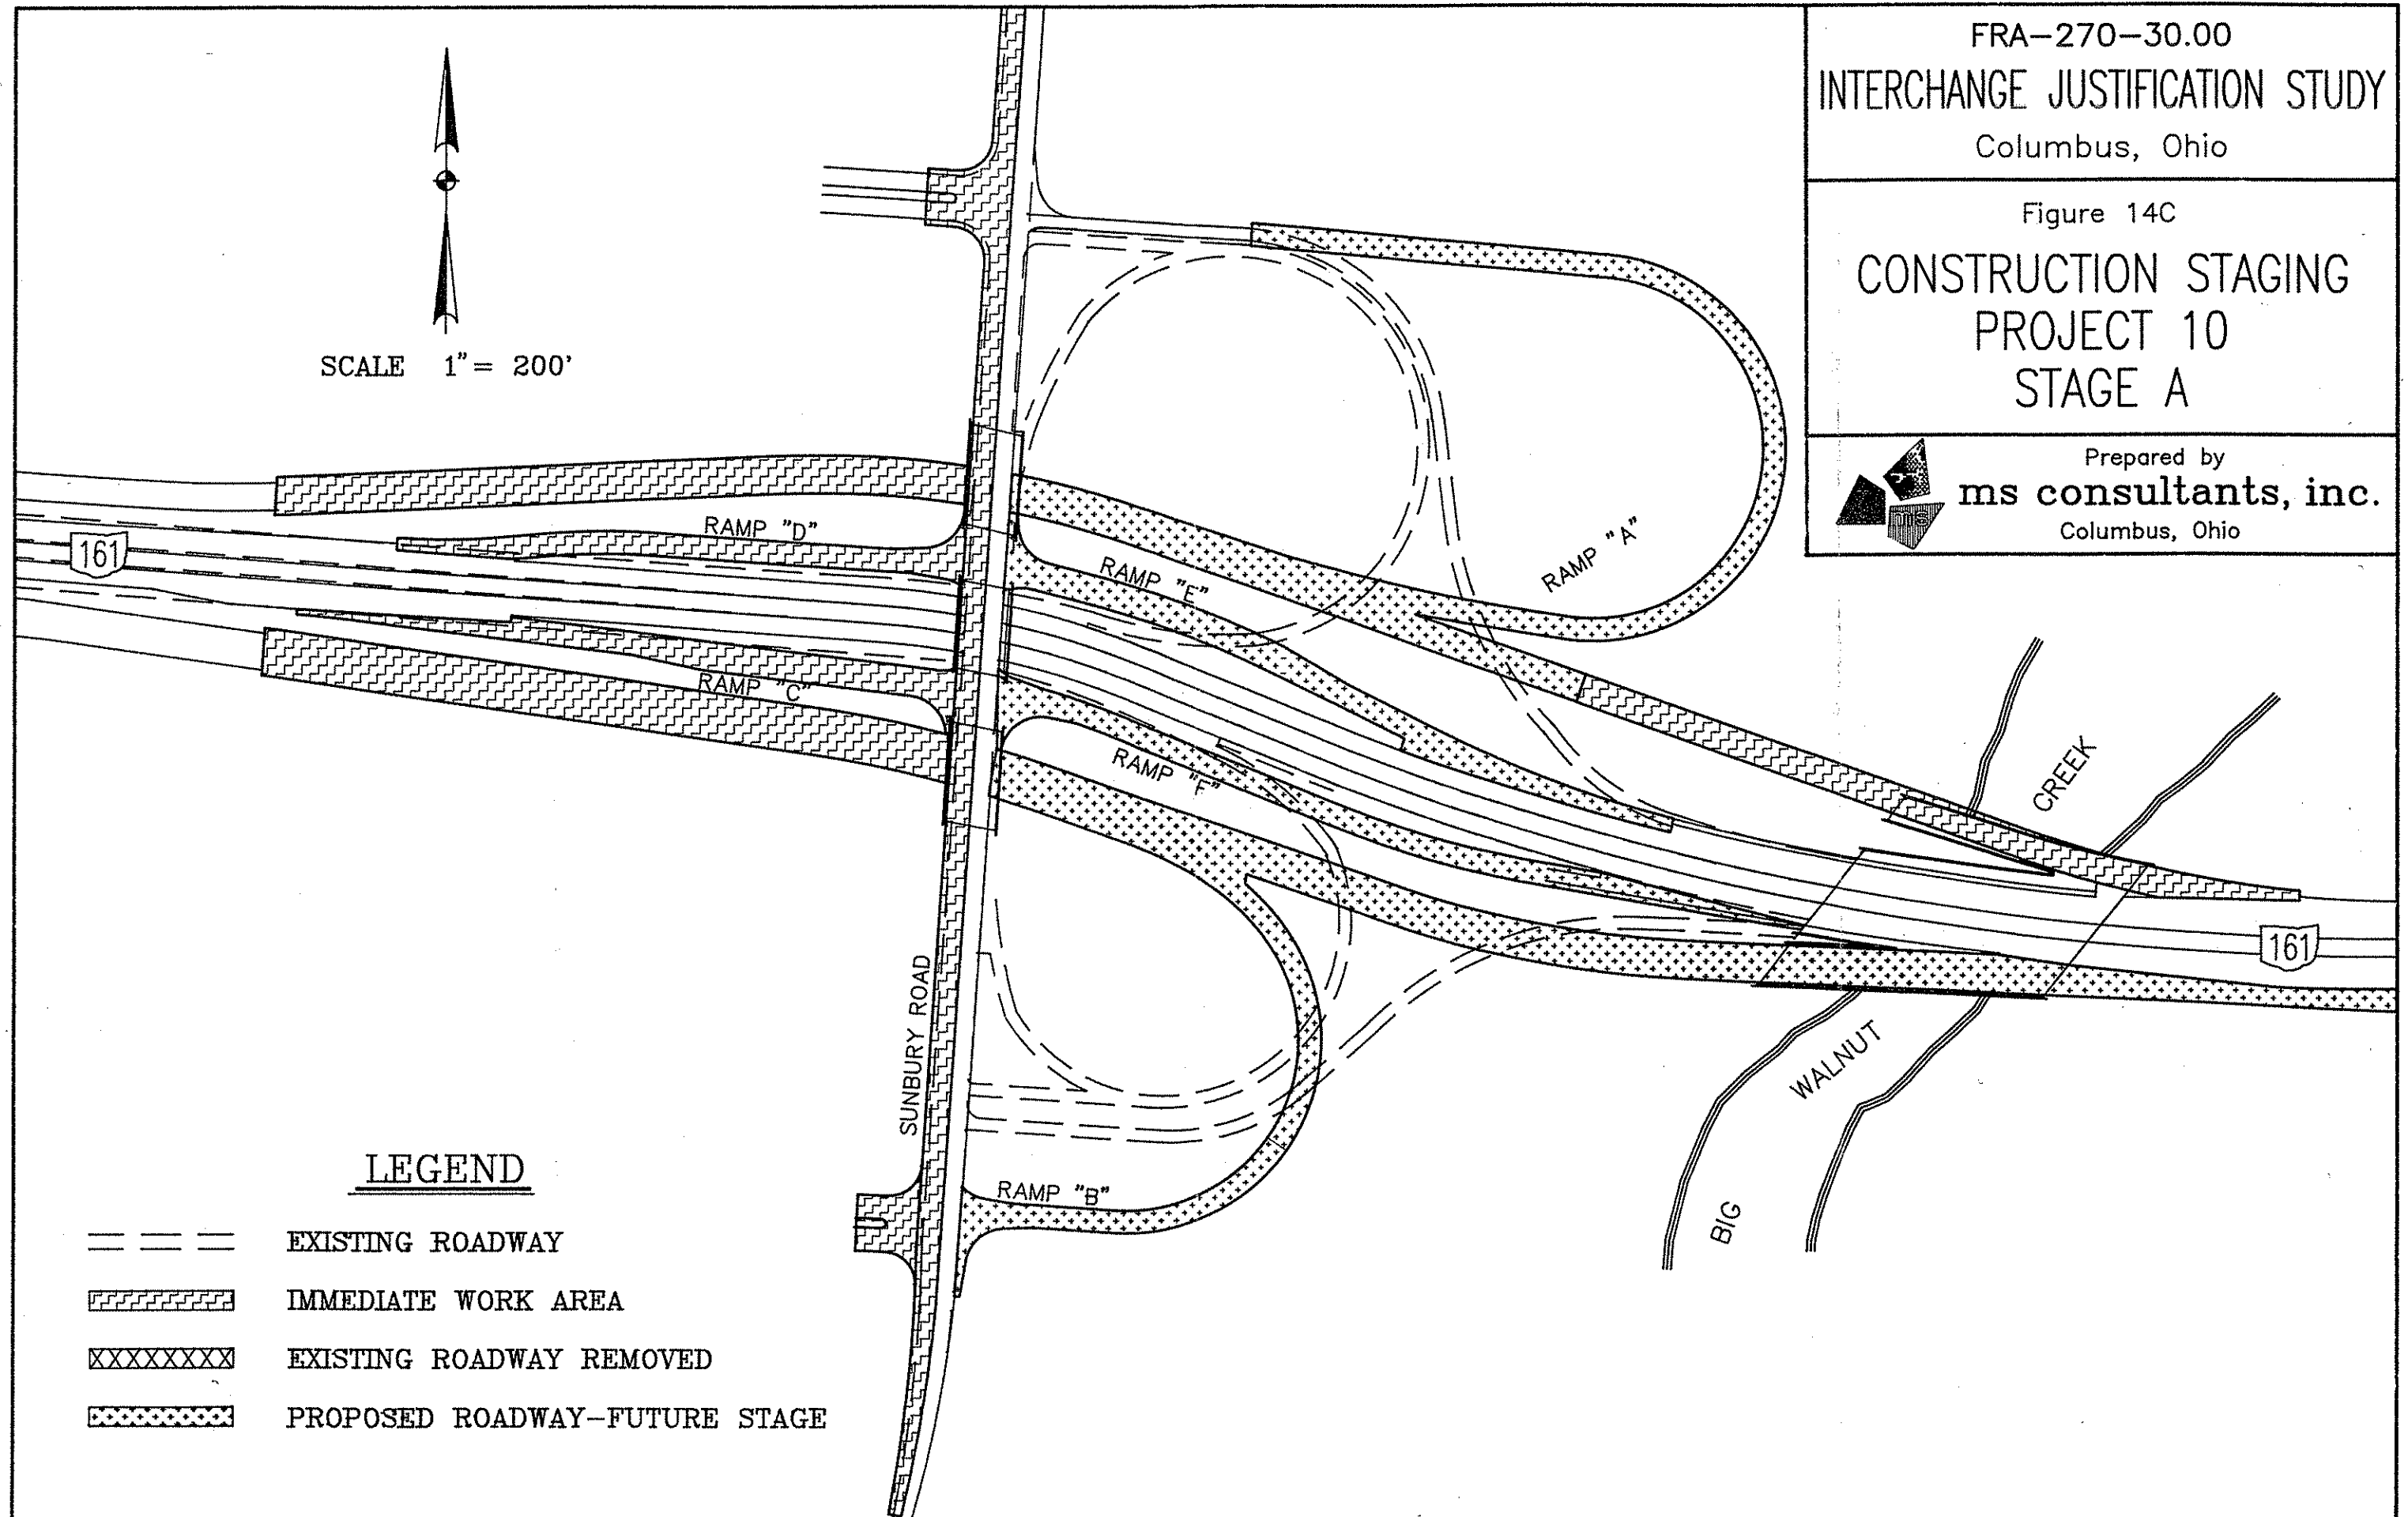 FRA-270-30.00
INTERCHANGE JUSTIFICATION STUDY
Columbus, Ohio
Figure 14C
CONSTRUCTION STAGING
PROJECT 10
STAGE A
Prepared by
ms consultants, inc.
Columbus, Ohio
ms
SCALE 1"= 200'
161
RAMP "D"
RAMP "C"
RAMP "E"
RAMP "F"
RAMP "A"
RAMP "B"
SUNBURY ROAD
BIG
WALNUT
CREEK
161
LEGEND
EXISTING ROADWAY
IMMEDIATE WORK AREA
EXISTING ROADWAY REMOVED
PROPOSED ROADWAY-FUTURE STAGE